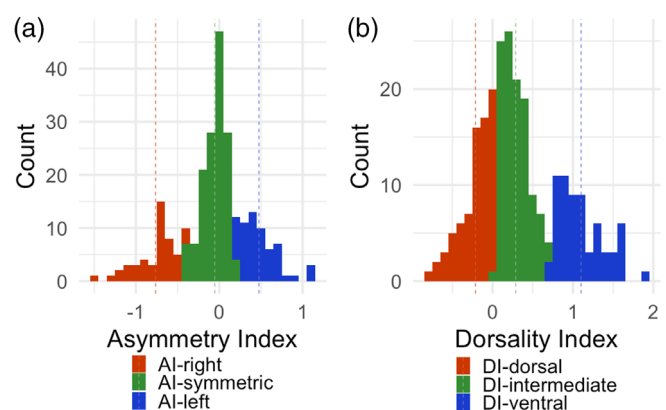 (a)
40
30
20
10
0
Count
-1 0 1
Asymmetry Index
AI-right
AI-symmetric
AI-left
(b)
20
10
0
Count
0 1 2
Dorsality Index
DI-dorsal
DI-intermediate
DI-ventral